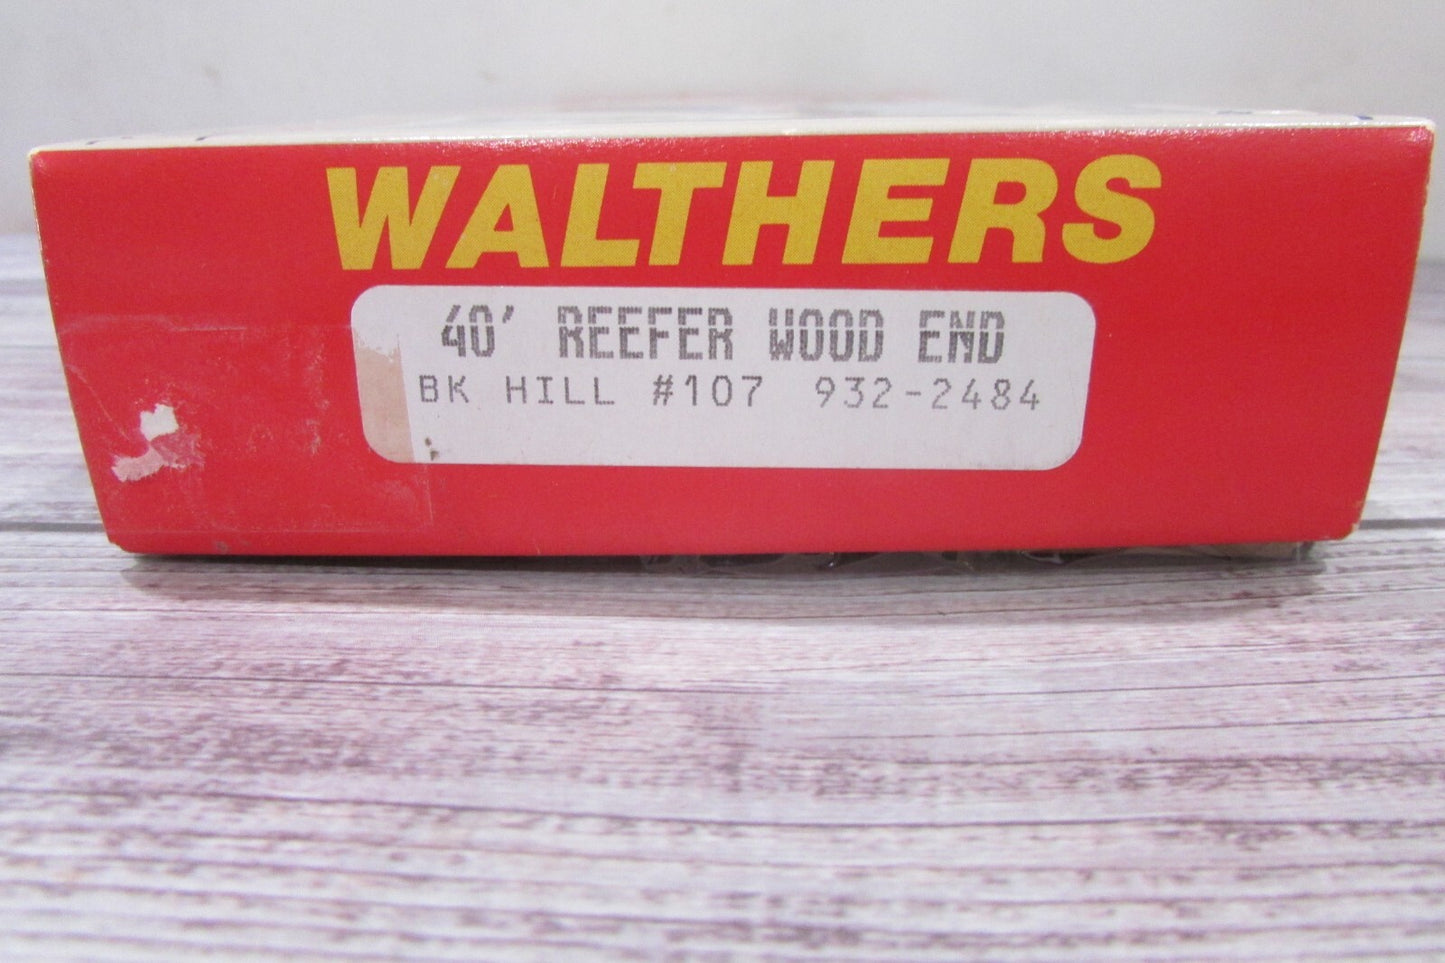 WALTHERS
40' REEFER WOOD END
BK HILL #107 932-2484